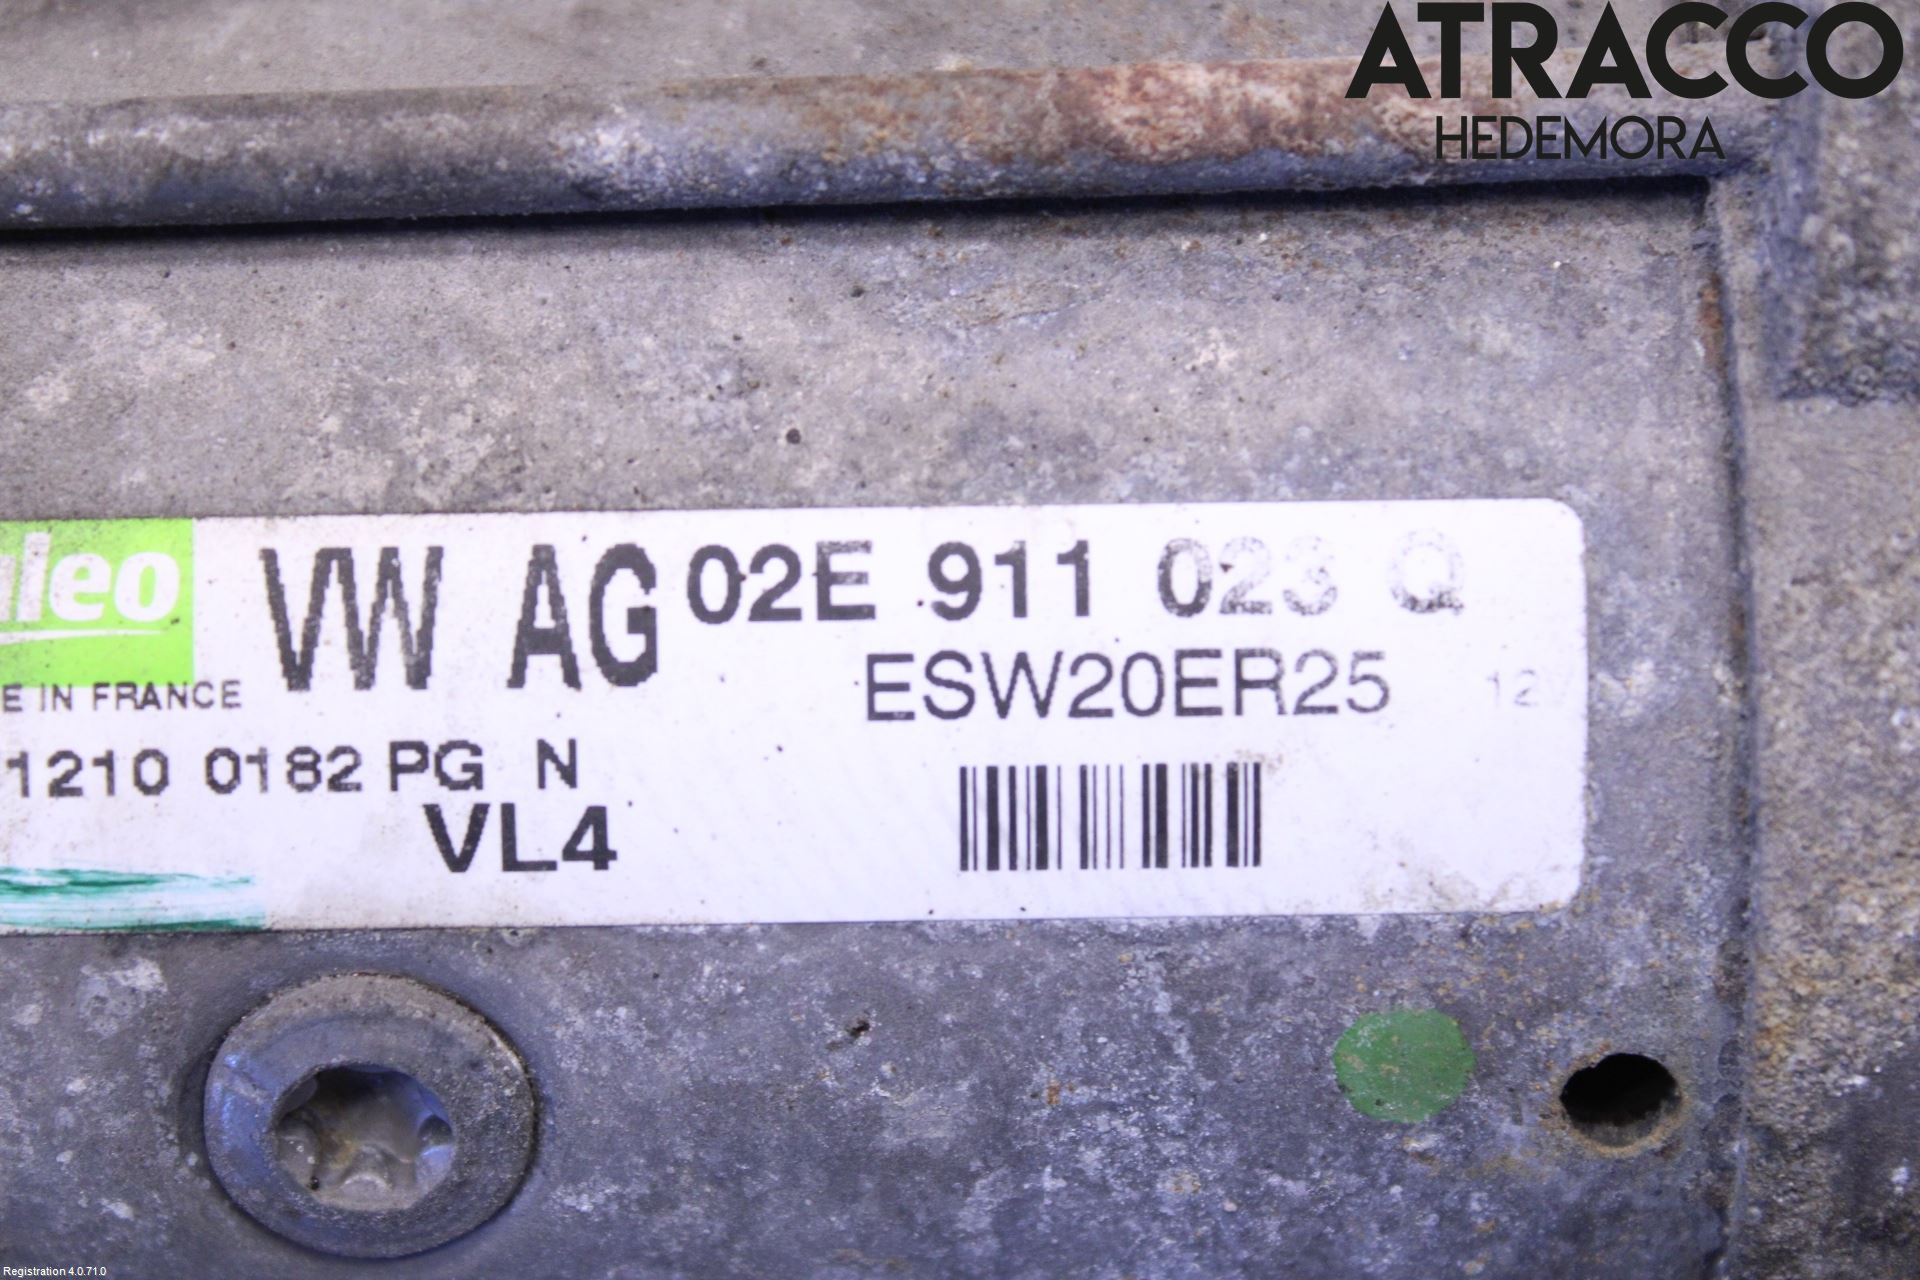 ATRACCO
HEDEMORA
VW AG 02E 911 023 Q
E IN FRANCE
ESW20ER25 12V
1210 0182 PG N
VL4
Registration 4.0.71.0